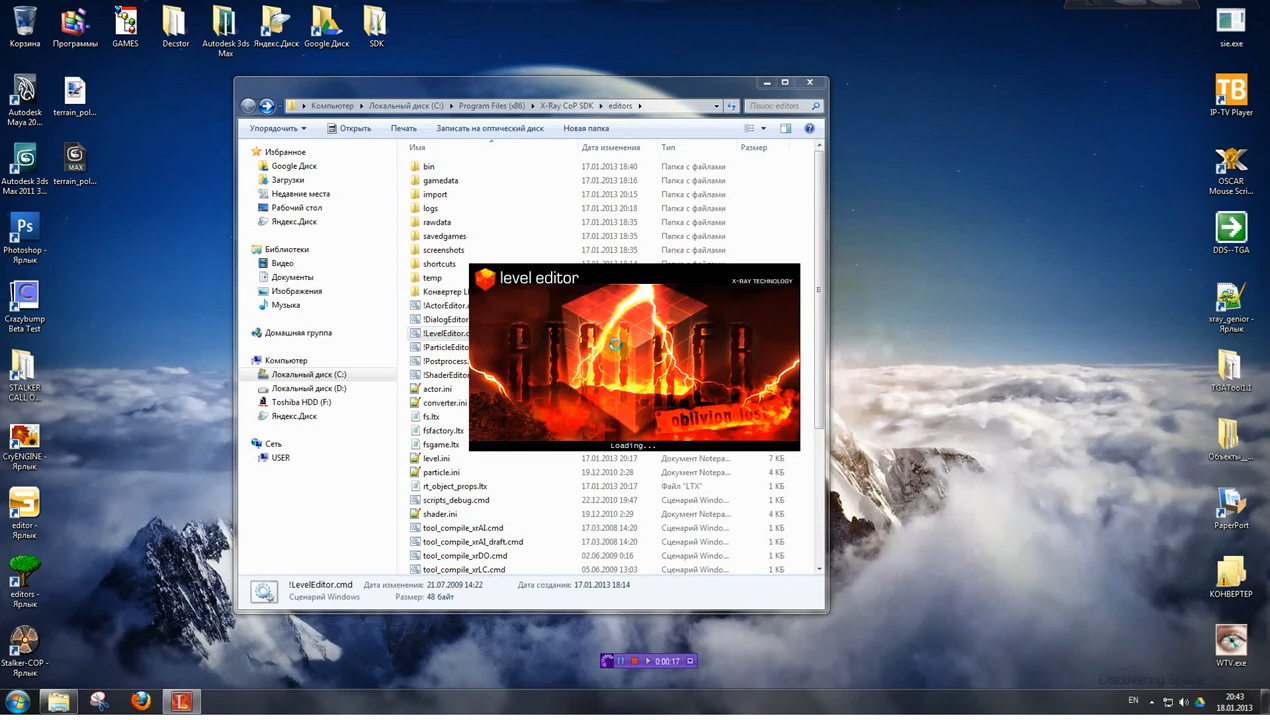 Корзина
Программы
GAMES
Decstor
Autodesk 3ds
Max
Яндекс.Диск
Google Диск
SDK
Autodesk
Maya 20...
terrain_pol...
Autodesk 3ds
Max 2011 3...
MAX
terrain_pol...
Ps
Photoshop -
Ярлык
Crazybump
Beta Test
STALKER
CALL O...
CryENGINE -
Ярлык
editor -
Ярлык
editors -
Ярлык
Stalker-COP -
Ярлык
Компьютер
Локальный диск (C:)
Program Files (x86)
X-Ray CoP SDK
editors
Поиск: editors
Упорядочить
Открыть
Печать
Записать на оптический диск
Новая папка
Избранное
Google Диск
Загрузки
Недавние места
Рабочий стол
Яндекс.Диск
Библиотеки
Видео
Документы
Изображения
Музыка
Домашняя группа
Компьютер
Локальный диск (C:)
Локальный диск (D:)
Toshiba HDD (F:)
Яндекс.Диск
Сеть
USER
Имя Дата изменения Тип Размер
bin 17.01.2013 18:40 Папка с файлами
gamedata 17.01.2013 18:16 Папка с файлами
import 17.01.2013 20:15 Папка с файлами
logs 17.01.2013 20:18 Папка с файлами
rawdata 17.01.2013 18:35 Папка с файлами
savedgames 17.01.2013 18:35 Папка с файлами
screenshots 17.01.2013 18:35 Папка с файлами
shortcuts
temp
Конвертер L
!ActorEditor.c
!DialogEditor
!LevelEditor.c
!ParticleEdito
!Postprocess.
!ShaderEditor
actor.ini
converter.ini
fs.ltx
fsfactory.ltx
fsgame.ltx
level.ini 17.01.2013 20:17 Документ Notepa... 7 КБ
particle.ini 19.12.2010 2:28 Документ Notepa... 4 КБ
rt_object_props.ltx 17.01.2013 20:17 Файл "LTX" 4 КБ
scripts_debug.cmd 22.12.2010 19:47 Сценарий Windo... 1 КБ
shader.ini 19.12.2010 2:29 Документ Notepa... 4 КБ
tool_compile_xrAI.cmd 17.03.2008 14:20 Сценарий Windo... 1 КБ
tool_compile_xrAI_draft.cmd 17.03.2008 14:20 Сценарий Windo... 1 КБ
tool_compile_xrDO.cmd 02.06.2009 0:16 Сценарий Windo... 1 КБ
tool_compile_xrLC.cmd 05.06.2009 13:03 Сценарий Windo... 1 КБ
level editor
X-RAY TECHNOLOGY
oblivion lost
Loading...
!LevelEditor.cmd Дата изменения: 21.07.2009 14:22 Дата создания: 17.01.2013 18:14
Сценарий Windows Размер: 48 байт
0:00:17
sie.exe
TB
IP-TV Player
OSCAR
Mouse Scri...
DDS--TGA
xray_genior -
Ярлык
TGATool1.1
Объекты_...
PaperPort
КОНВЕРТЕР
WTV.exe
Discovering Space
EN
20:43
18.01.2013